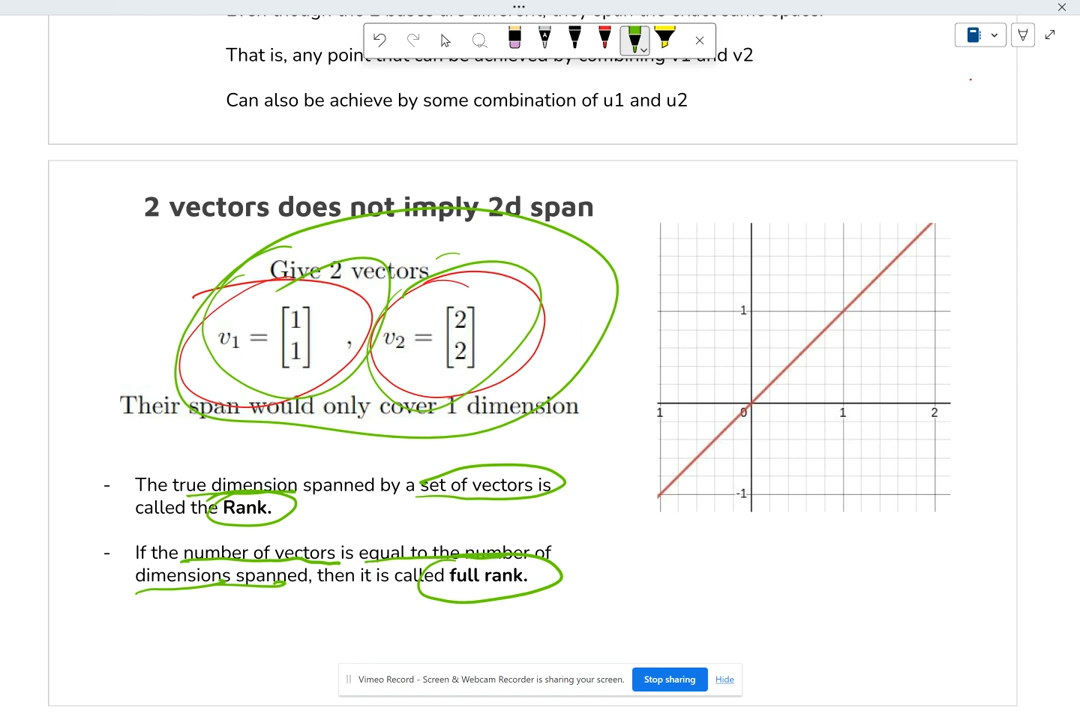 That is, any point that can be achieved by combining v1 and v2
Can also be achieve by some combination of u1 and u2
2 vectors does not imply 2d span
Give 2 vectors
v₁ = [1 1] , v₂ = [2 2]
Their span would only cover 1 dimension
1
1 0 1 2
-1
- The true dimension spanned by a set of vectors is
called the Rank.
- If the number of vectors is equal to the number of
dimensions spanned, then it is called full rank.
Vimeo Record - Screen & Webcam Recorder is sharing your screen. Stop sharing Hide